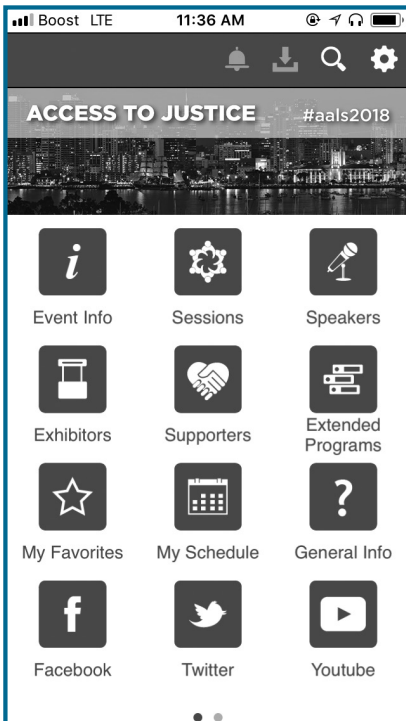 Boost LTE 11:36 AM
ACCESS TO JUSTICE #aals2018
Event Info Sessions Speakers
Exhibitors Supporters Extended
Programs
My Favorites My Schedule General Info
Facebook Twitter Youtube